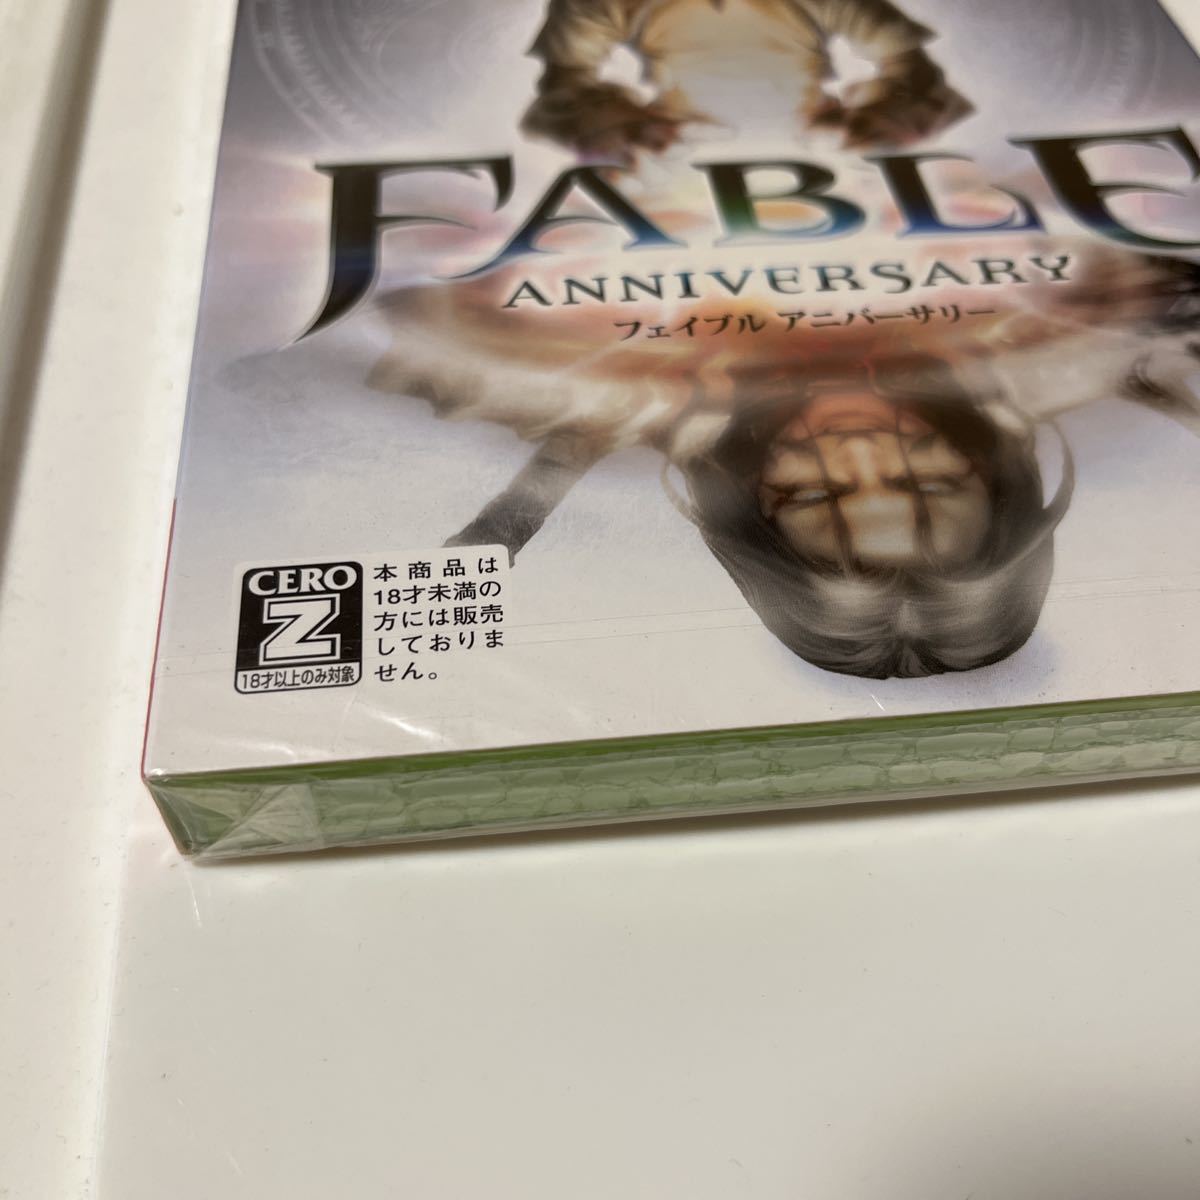 FABLE
ANNIVERSARY
フェイブル アニバーサリー
CERO
Z
18才以上のみ対象
本商品は
18才未満の
方には販売
しておりま
せん。